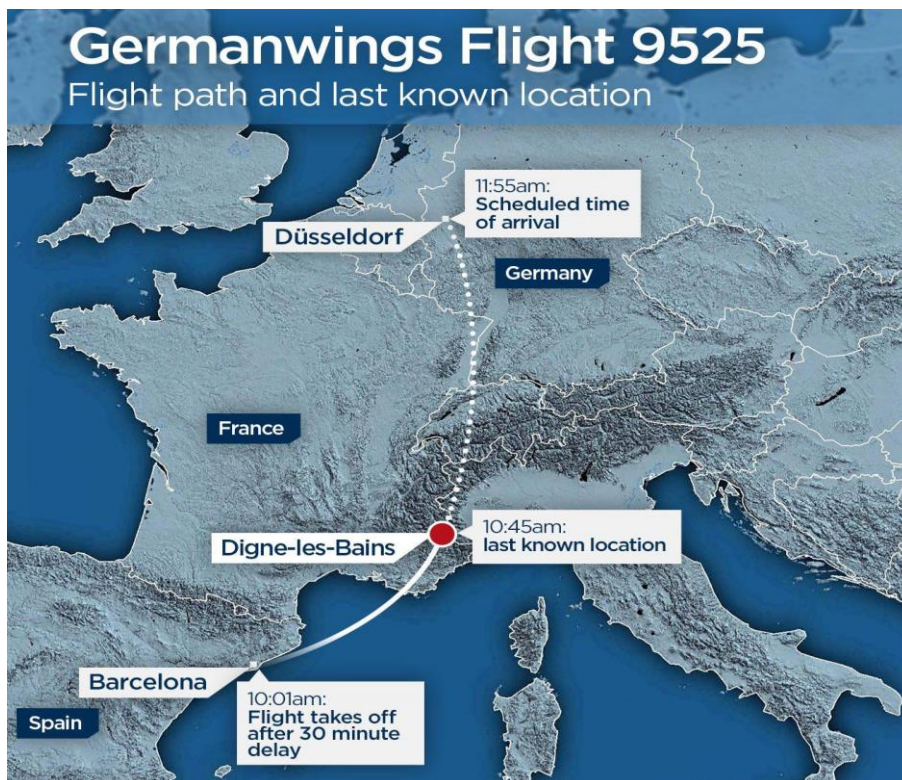 Germanwings Flight 9525
Flight path and last known location
11:55am:
Scheduled time
of arrival
Düsseldorf
Germany
France
Digne-les-Bains
10:45am:
last known location
Barcelona
10:01am:
Flight takes off
after 30 minute
delay
Spain